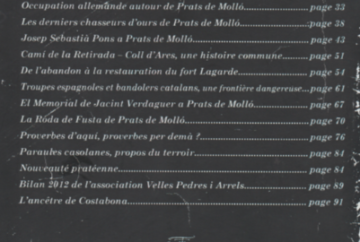 Occupation allemande autour de Prats de Molló.................page 33
Les derniers chasseurs d'ours de Prats de Molló.................page 38
Josep Sebastià Pons a Prats de Molló.................page 43
Camí de la Retirada - Coll d'Ares, une histoire commune.................page 51
De l'abandon à la restauration du fort Lagarde.................page 54
Troupes espagnoles et bandolers catalans, une frontière dangereuse...page 61
El Memorial de Jacint Verdaguer a Prats de Molló.................page 67
La Roda de Fusta de Prats de Molló.................page 70
Proverbes d'aquí, procerbes per demà ?.................page 76
Paraules casolanes, propos du terroir.................page 84
Nouveauté pratéenne.................page 84
Bilan 2012 de l'association Velles Pedres i Arrels.................page 89
L'ancêtre de Costabona.................page 91